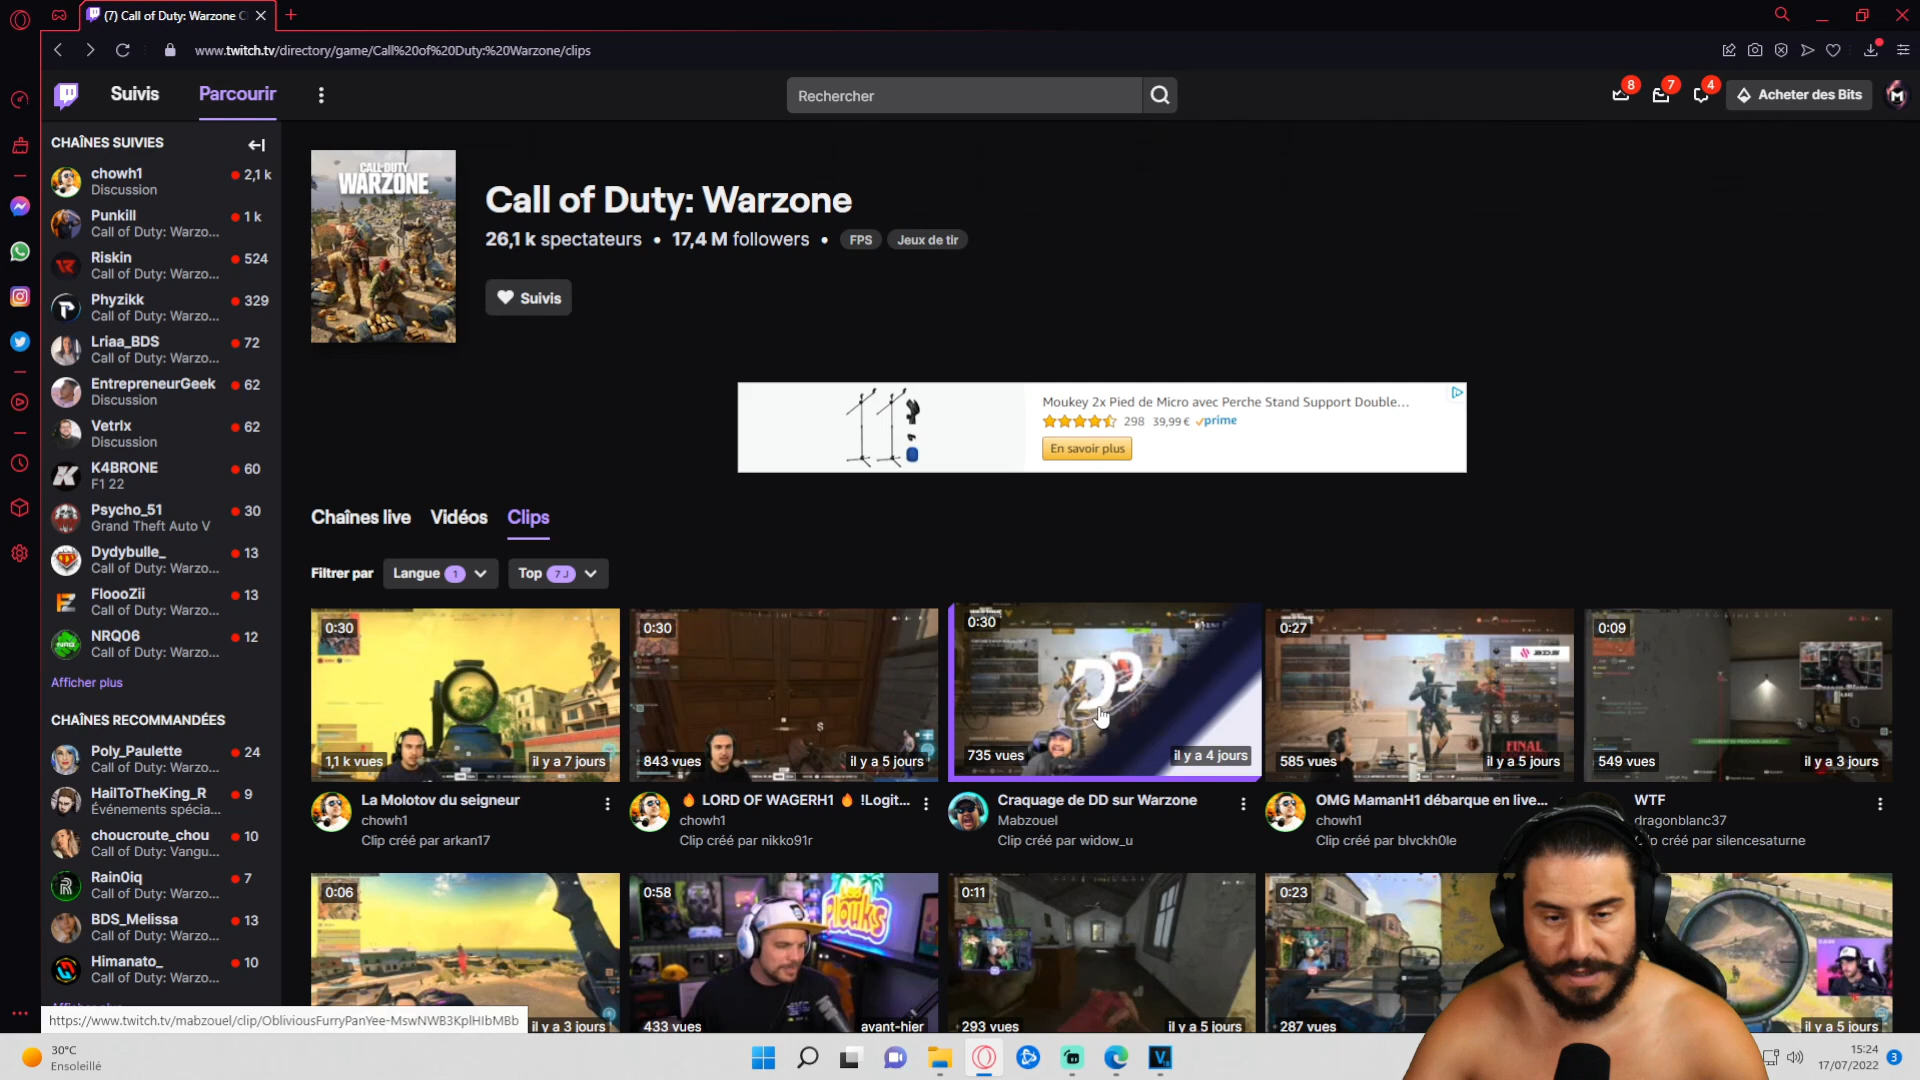 (7) Call of Duty: Warzone C
www.twitch.tv/directory/game/Call%20of%20Duty:%20Warzone/clips
Suivis
Parcourir
Rechercher
8
7
4
Acheter des Bits
CHAÎNES SUIVIES
chowh1
2,1 k
Discussion
Punkill
1 k
Call of Duty: Warzo...
Riskin
524
Call of Duty: Warzo...
Phyzikk
329
Call of Duty: Warzo...
Lriaa_BDS
72
Call of Duty: Warzo...
EntrepreneurGeek
62
Discussion
Vetrlx
62
Discussion
K4BRONE
60
F1 22
Psycho_51
30
Grand Theft Auto V
Dydybulle_
13
Call of Duty: Warzo...
FloooZii
13
Call of Duty: Warzo...
NRQ06
12
Call of Duty: Warzo...
Afficher plus
CHAÎNES RECOMMANDÉES
Poly_Paulette
24
Call of Duty: Warzo...
HailToTheKing_R
9
Événements spécia...
choucroute_chou
10
Call of Duty: Vangu...
Rain0iq
7
Call of Duty: Warzo...
BDS_Melissa
13
Call of Duty: Warzo...
Himanato_
10
Call of Duty: Warzo...
https://www.twitch.tv/mabzouel/clip/ObliviousFurryPanYee-MswNWB3KplHIbMBb
CALL·DUTY
WARZONE
Call of Duty: Warzone
26,1 k spectateurs • 17,4 M followers • FPS Jeux de tir
Suivis
Moukey 2x Pied de Micro avec Perche Stand Support Double...
298 39,99 € prime
En savoir plus
Chaînes live Vidéos Clips
Filtrer par Langue 1 Top 7 J
0:30
1,1 k vues
il y a 7 jours
La Molotov du seigneur
chowh1
Clip créé par arkan17
0:30
843 vues
il y a 5 jours
🔥 LORD OF WAGERH1 🔥 !Logit...
chowh1
Clip créé par nikko91r
0:30
DD
735 vues
il y a 4 jours
Craquage de DD sur Warzone
Mabzouel
Clip créé par widow_u
0:27
BDS
FINAL
585 vues
il y a 5 jours
OMG MamanH1 débarque en live...
chowh1
Clip créé par blvckh0le
0:09
549 vues
il y a 3 jours
WTF
dragonblanc37
Clip créé par silencesaturne
0:06
il y a 3 jours
0:58
Plouks
433 vues
avant-hier
0:11
293 vues
il y a 5 jours
0:23
287 vues
il y a 5 jours
30°C
Ensoleillé
15:24
17/07/2022
3